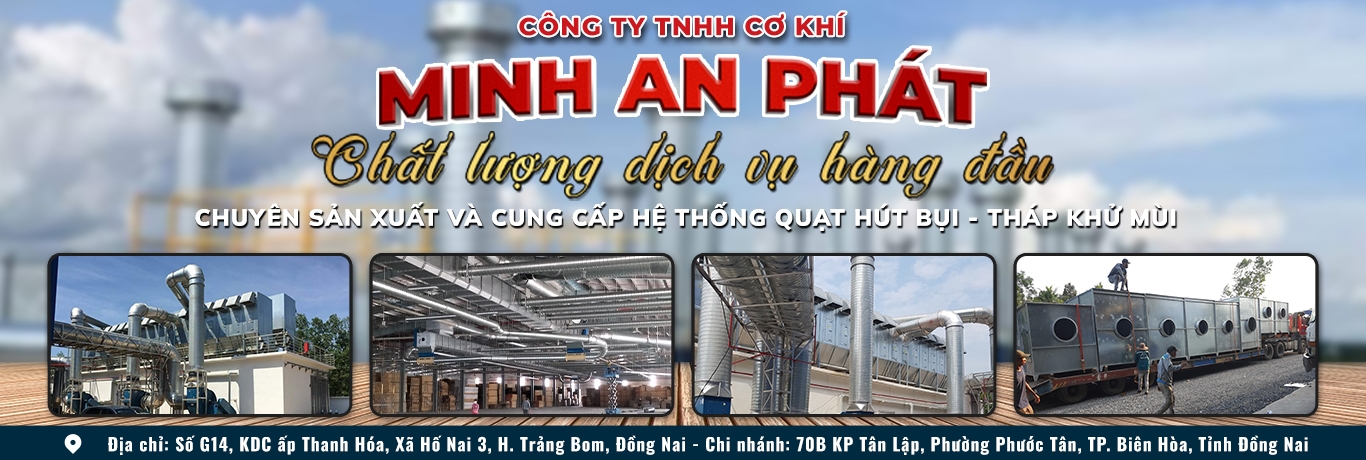 CÔNG TY TNHH CƠ KHÍ
MINH AN PHÁT
Chất lượng dịch vụ hàng đầu
CHUYÊN SẢN XUẤT VÀ CUNG CẤP HỆ THỐNG QUẠT HÚT BỤI - THÁP KHỬ MÙI
Địa chỉ: Số G14, KDC ấp Thanh Hóa, Xã Hố Nai 3, H. Trảng Bom, Đồng Nai - Chi nhánh: 70B KP Tân Lập, Phường Phước Tân, TP. Biên Hòa, Tỉnh Đồng Nai